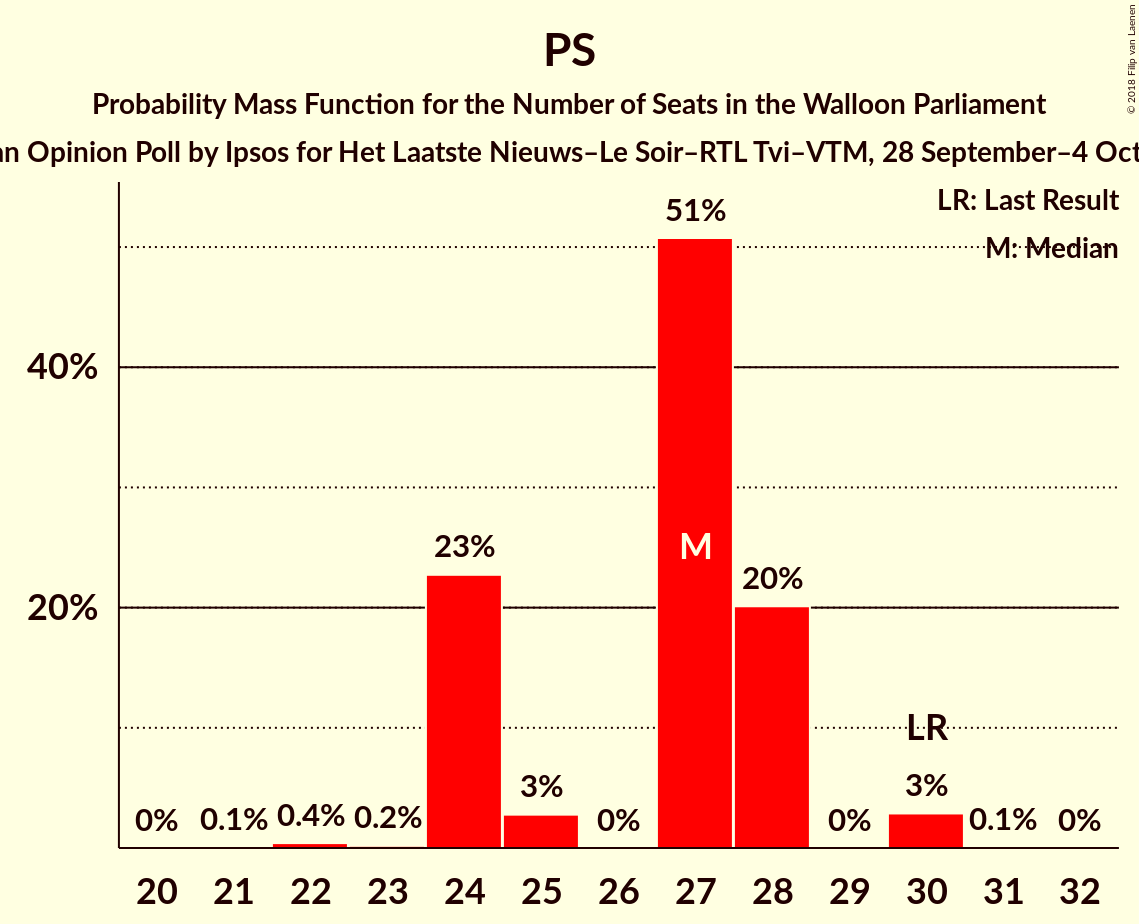 PS
Probability Mass Function for the Number of Seats in the Walloon Parliament
an Opinion Poll by Ipsos for Het Laatste Nieuws–Le Soir–RTL Tvi–VTM, 28 September–4 Oct
© 2018 Filip van Laenen
LR: Last Result
M: Median
51%
40%
23%
M
20%
20%
LR
0% 0.1% 0.4% 0.2% 3% 0% 0% 3% 0.1% 0%
20 21 22 23 24 25 26 27 28 29 30 31 32